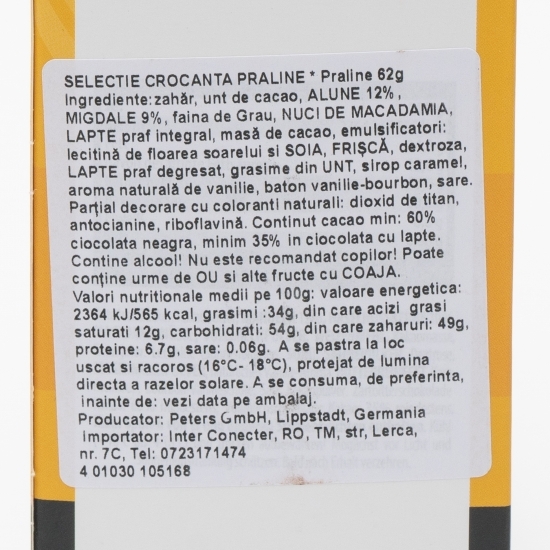 SELECTIE CROCANTA PRALINE * Praline 62g
Ingrediente: zahăr, unt de cacao, ALUNE 12% ,
MIGDALE 9%, faina de Grau, NUCI DE MACADAMIA,
LAPTE praf integral, masă de cacao, emulsificatori:
lecitină de floarea soarelui si SOIA, FRIŞCĂ, dextroza,
LAPTE praf degresat, grasime din UNT, sirop caramel,
aroma naturală de vanilie, baton vanilie-bourbon, sare.
Parțial decorare cu coloranti naturali: dioxid de titan,
antocianine, riboflavină. Continut cacao min: 60%
ciocolata neagra, minim 35% in ciocolata cu lapte.
Contine alcool! Nu este recomandat copilor! Poate
conține urme de OU si alte fructe cu COAJA.
Valori nutritionale medii pe 100g: valoare energetica:
2364 kJ/565 kcal, grasimi :34g, din care acizi grasi
saturati 12g, carbohidrati: 54g, din care zaharuri: 49g,
proteine: 6.7g, sare: 0.06g. A se pastra la loc
uscat si racoros (16°C- 18°C), protejat de lumina
directa a razelor solare. A se consuma, de preferinta,
inainte de: vezi data pe ambalaj.
Producator: Peters GmbH, Lippstadt, Germania
importator: Inter Conecter, RO, TM, str, Lerca,
nr. 7C, Tel: 0723171474
4 01030 105168